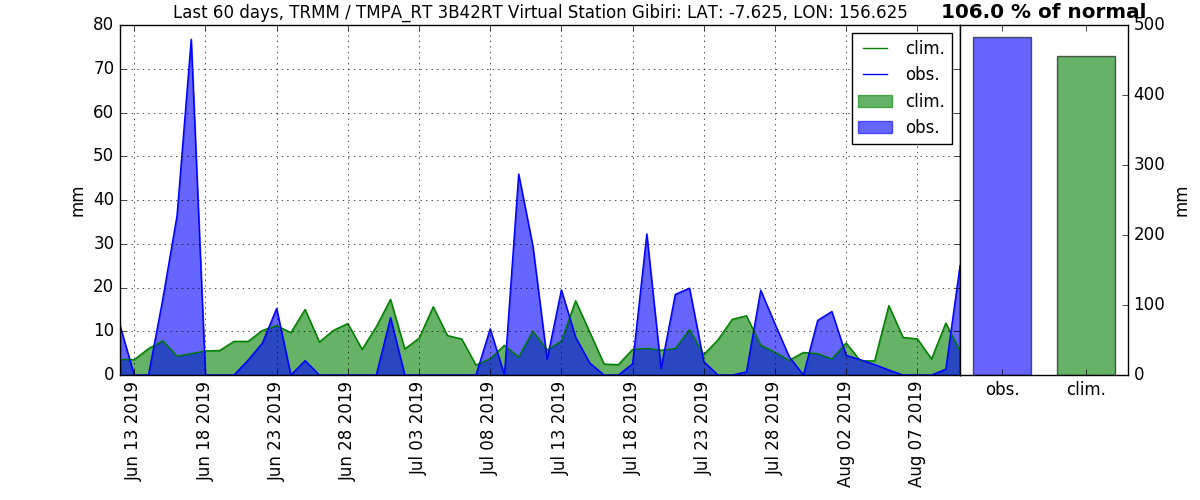 Last 60 days, TRMM / TMPA_RT 3B42RT Virtual Station Gibiri: LAT: -7.625, LON: 156.625
106.0 % of normal
80
70
60
50
40
30
20
10
0
mm
clim.
obs.
clim.
obs.
Jun 13 2019
Jun 18 2019
Jun 23 2019
Jun 28 2019
Jul 03 2019
Jul 08 2019
Jul 13 2019
Jul 18 2019
Jul 23 2019
Jul 28 2019
Aug 02 2019
Aug 07 2019
500
400
300
200
100
0
mm
obs.
clim.